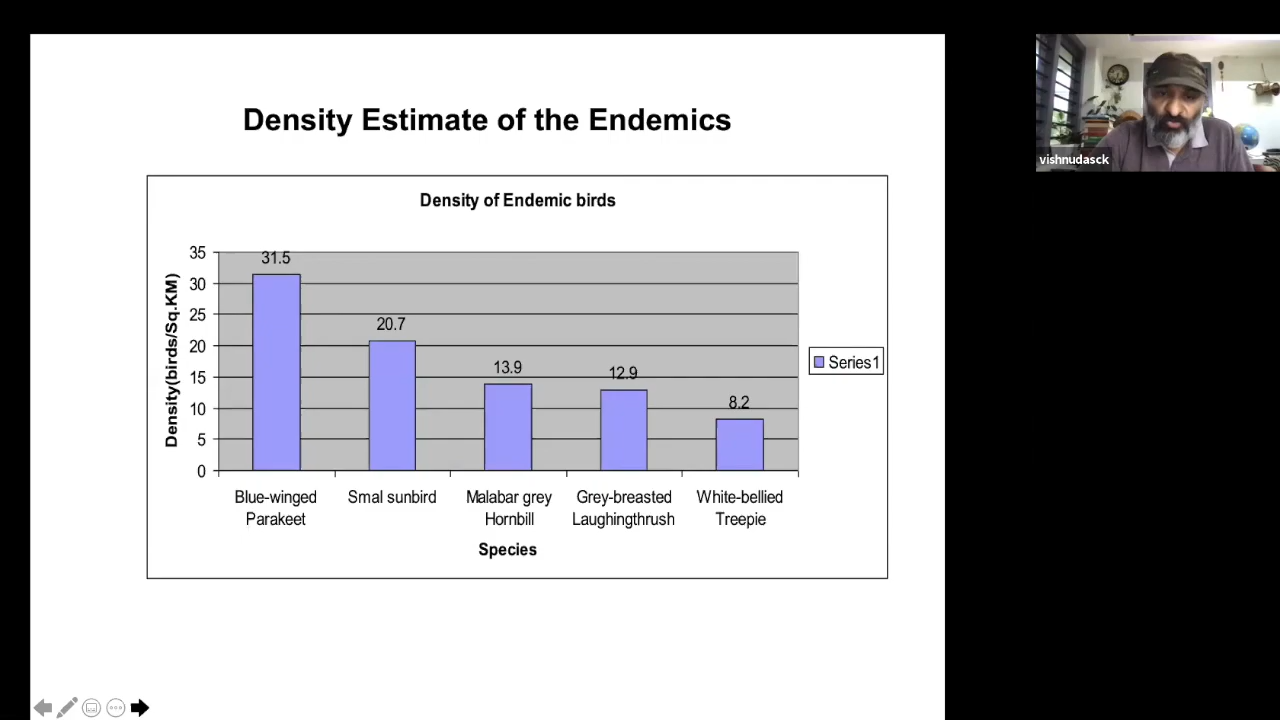 Density Estimate of the Endemics
vishnudasck
Density of Endemic birds
Density(birds/Sq.KM)
35
30
25
20
15
10
5
0
31.5
20.7
13.9
12.9
8.2
Series1
Blue-winged
Parakeet
Smal sunbird
Malabar grey
Hornbill
Grey-breasted
Laughingthrush
White-bellied
Treepie
Species